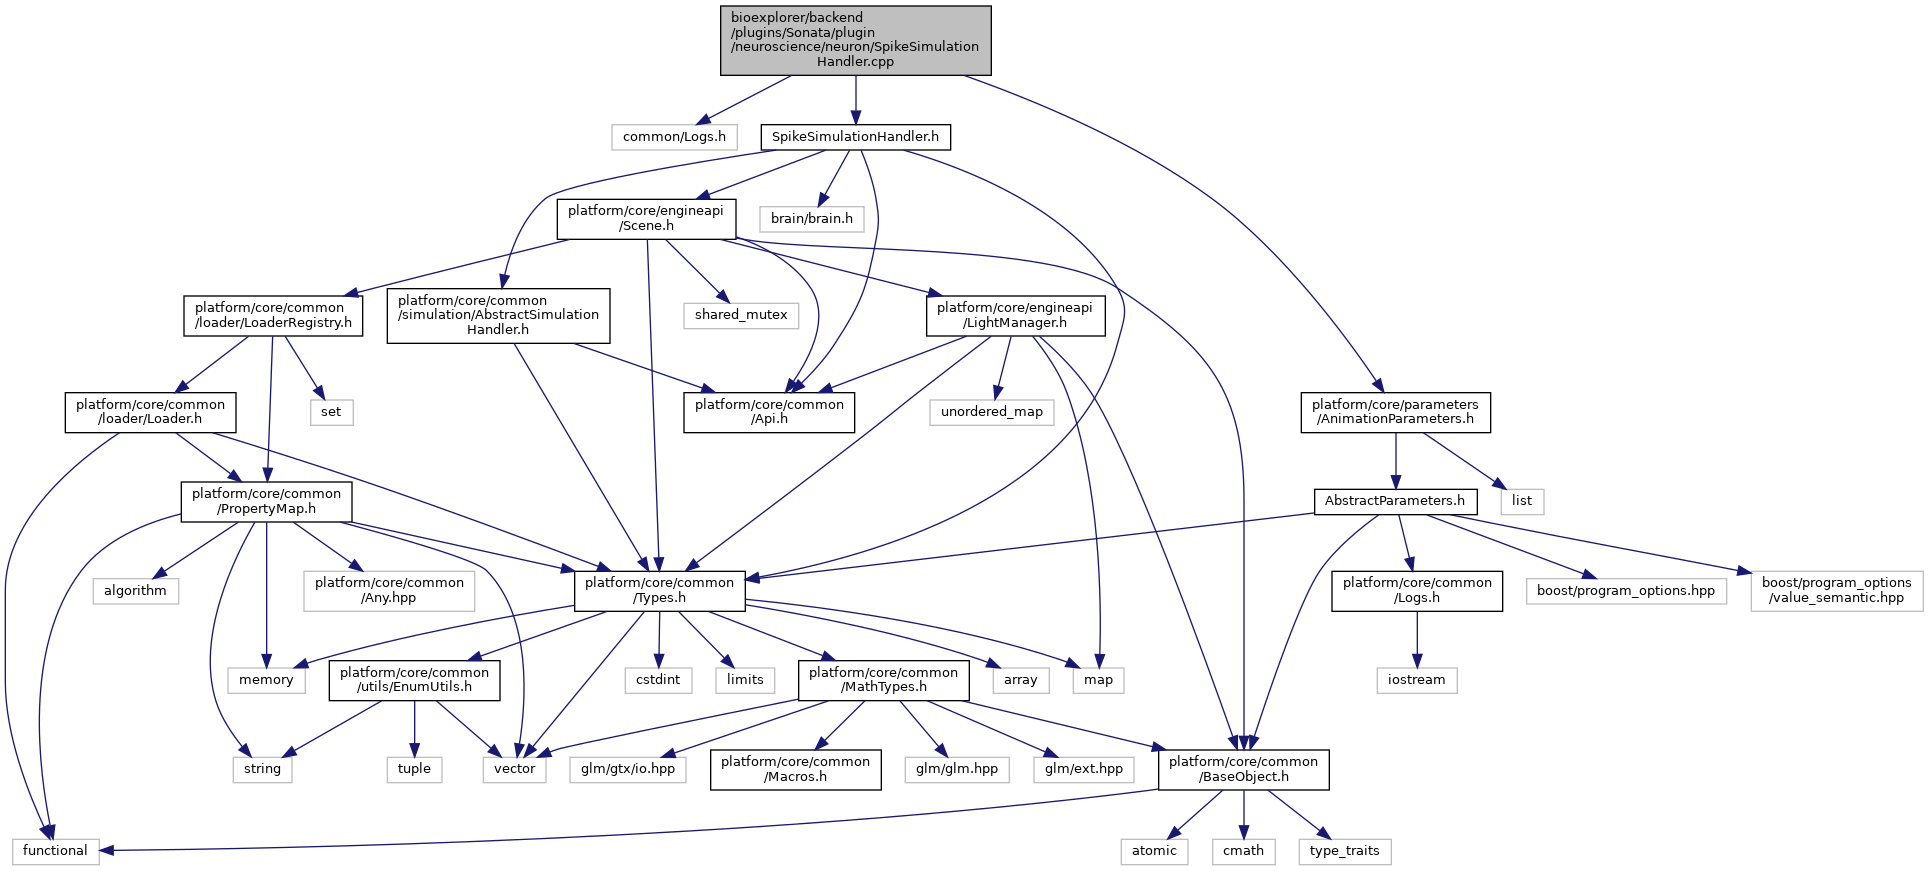 bioexplorer/backend
/plugins/Sonata/plugin
/neuroscience/neuron/SpikeSimulation
Handler.cpp
common/Logs.h
SpikeSimulationHandler.h
platform/core/engineapi
/Scene.h
brain/brain.h
platform/core/common
/loader/LoaderRegistry.h
platform/core/common
/simulation/AbstractSimulation
Handler.h
shared_mutex
platform/core/engineapi
/LightManager.h
platform/core/common
/loader/Loader.h
set
platform/core/common
/Api.h
unordered_map
platform/core/parameters
/AnimationParameters.h
platform/core/common
/PropertyMap.h
AbstractParameters.h
list
algorithm
platform/core/common
/Any.hpp
platform/core/common
/Types.h
platform/core/common
/Logs.h
boost/program_options.hpp
boost/program_options
/value_semantic.hpp
memory
platform/core/common
/utils/EnumUtils.h
cstdint
limits
platform/core/common
/MathTypes.h
array
map
iostream
string
tuple
vector
glm/gtx/io.hpp
platform/core/common
/Macros.h
glm/glm.hpp
glm/ext.hpp
platform/core/common
/BaseObject.h
functional
atomic
cmath
type_traits